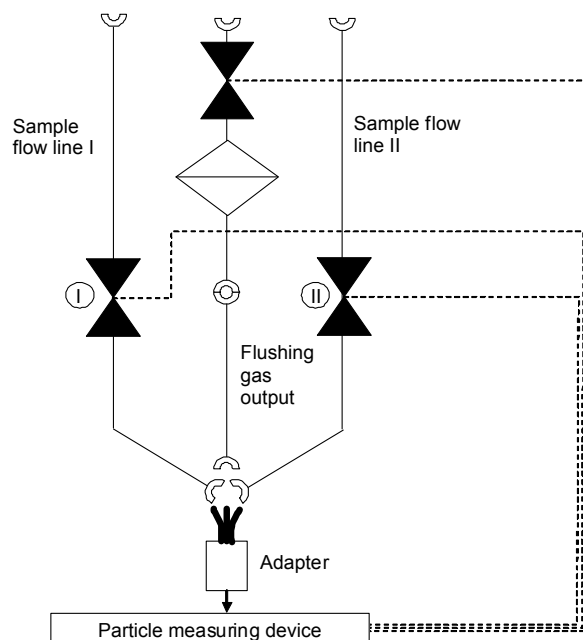 Sample
flow line I
Sample flow
line II
I
II
Flushing
gas
output
Adapter
Particle measuring device